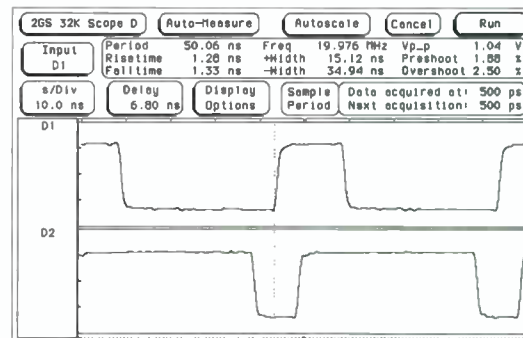 2GS 32K Scope D Auto-Measure Autoscale Cancel Run
Input D1
Period 50.06 ns Freq 19.976 MHz Vp_p 1.04 V
Risetime 1.28 ns +Width 15.12 ns Preshoot 1.88 %
Falltime 1.33 ns -Width 34.94 ns Overshoot 2.50 %
s/Div 10.0 ns
Delay 6.80 ns
Display Options
Sample Period
Data acquired at: 500 ps
Next acquisition: 500 ps
D1
D2